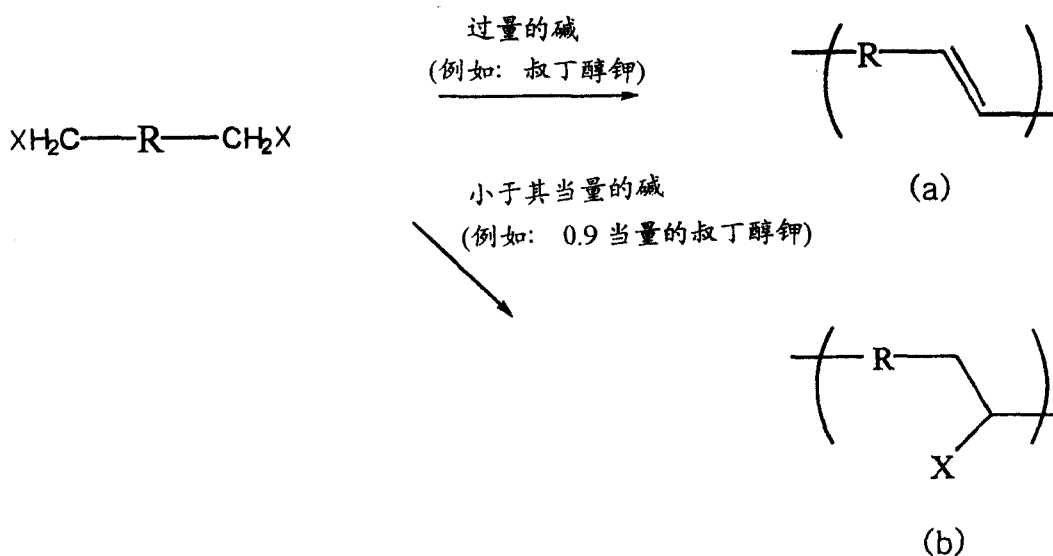 过量的碱
(例如: 叔丁醇钾)
XH₂C—R—CH₂X
R
(a)
小于其当量的碱
(例如: 0.9 当量的叔丁醇钾)
R
X
(b)